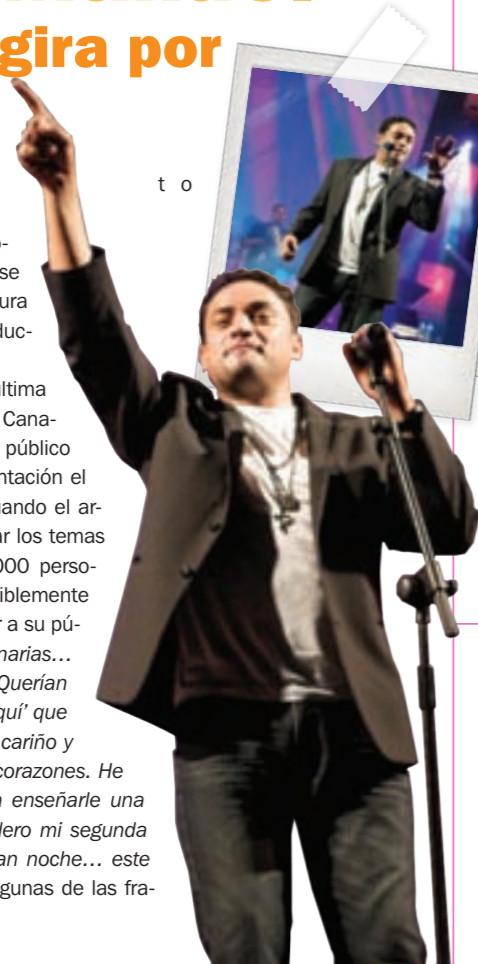 gira por
t o
o-
se
ura
duc-
ltima
Cana-
público
ntación el
ando el ar-
ar los temas
000 perso-
iblemente
r a su pú-
narias…
Querían
quí’ que
cariño y
corazones. He
a enseñarle una
dero mi segunda
an noche… este
gunas de las fra-